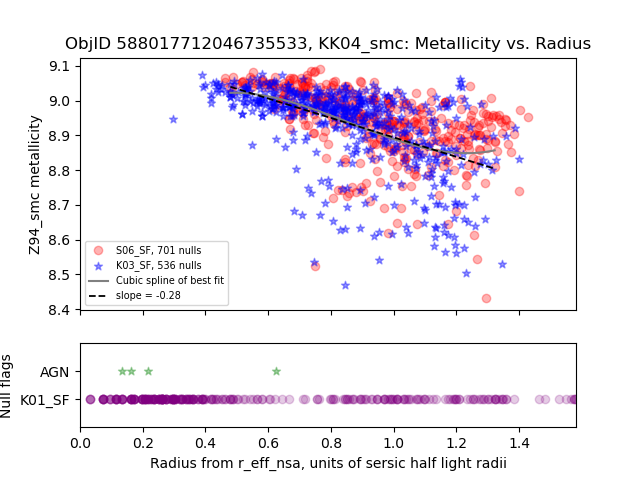 ObjID 588017712046735533, KK04_smc: Metallicity vs. Radius
Z94_smc metallicity
9.1
9.0
8.9
8.8
8.7
8.6
8.5
8.4
S06_SF, 701 nulls
K03_SF, 536 nulls
Cubic spline of best fit
slope = -0.28
Null flags
AGN
K01_SF
0.0 0.2 0.4 0.6 0.8 1.0 1.2 1.4
Radius from r_eff_nsa, units of sersic half light radii